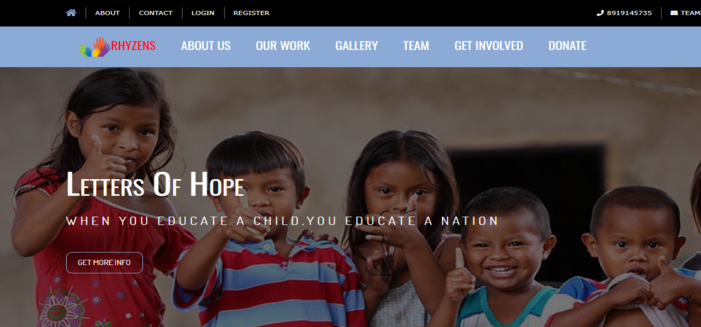 ABOUT CONTACT LOGIN REGISTER 8919145735 TEAM
RHYZENS ABOUT US OUR WORK GALLERY TEAM GET INVOLVED DONATE
Letters Of Hope
WHEN YOU EDUCATE A CHILD.YOU EDUCATE A NATION
GET MORE INFO